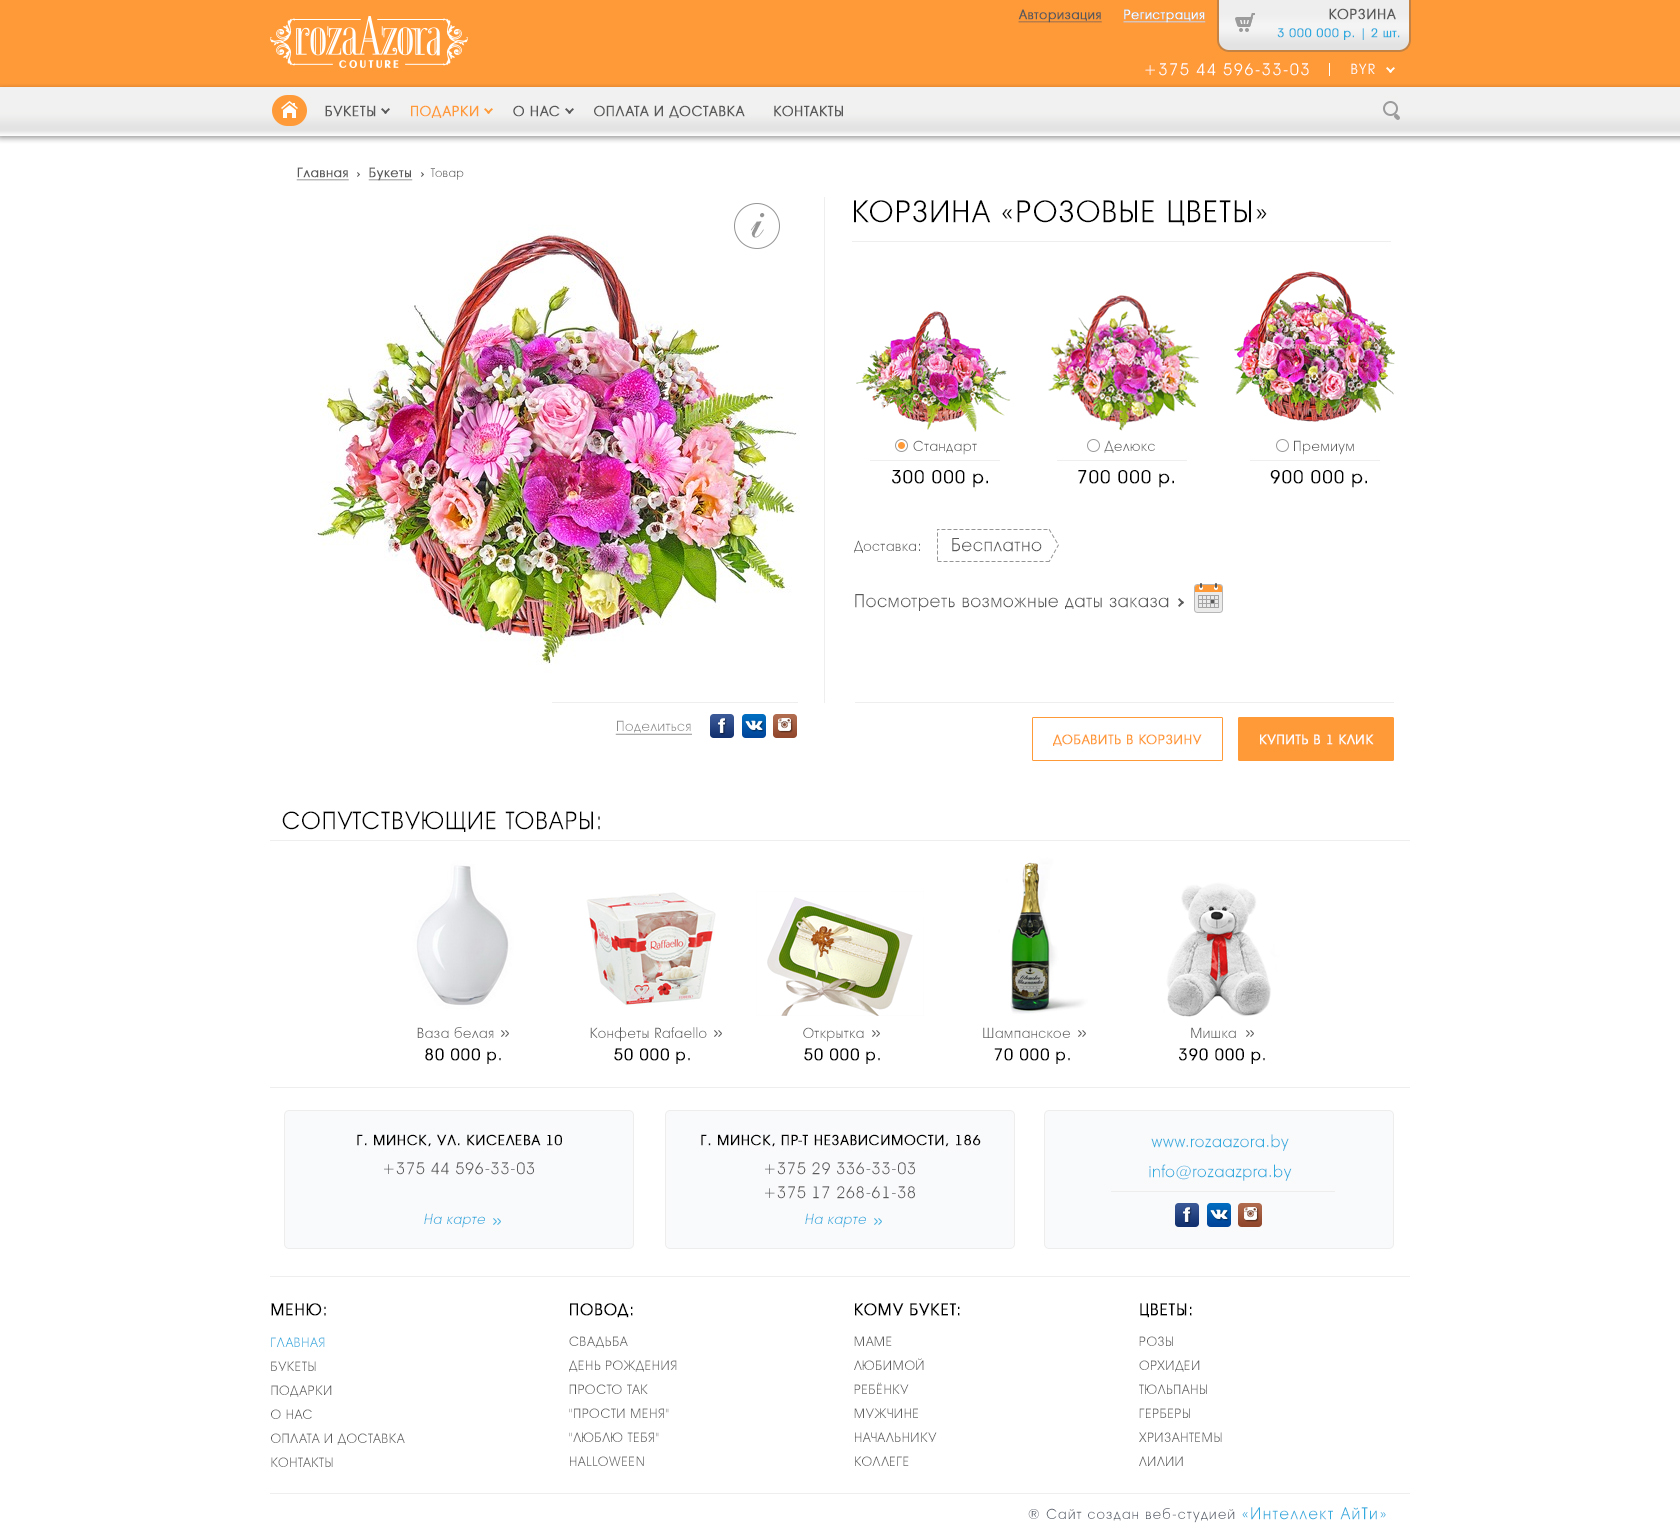 rozaAzora
COUTURE
Авторизация Регистрация
КОРЗИНА
3 000 000 р. | 2 шт.
+375 44 596-33-03 | BYR
БУКЕТЫ ПОДАРКИ О НАС ОПЛАТА И ДОСТАВКА КОНТАКТЫ
Главная › Букеты › Товар
i
КОРЗИНА «РОЗОВЫЕ ЦВЕТЫ»
Стандарт Делюкс Премиум
300 000 р. 700 000 р. 900 000 р.
Доставка: Бесплатно
Посмотреть возможные даты заказа ›
Поделиться
ДОБАВИТЬ В КОРЗИНУ КУПИТЬ В 1 КЛИК
СОПУТСТВУЮЩИЕ ТОВАРЫ:
Raffaello
Ваза белая » Конфеты Rafaello » Открытка » Шампанское » Мишка »
80 000 р. 50 000 р. 50 000 р. 70 000 р. 390 000 р.
Г. МИНСК, УЛ. КИСЕЛЕВА 10
+375 44 596-33-03
На карте »
Г. МИНСК, ПР-Т НЕЗАВИСИМОСТИ, 186
+375 29 336-33-03
+375 17 268-61-38
На карте »
www.rozaazora.by
info@rozaazpra.by
МЕНЮ:
ГЛАВНАЯ
БУКЕТЫ
ПОДАРКИ
О НАС
ОПЛАТА И ДОСТАВКА
КОНТАКТЫ
ПОВОД:
СВАДЬБА
ДЕНЬ РОЖДЕНИЯ
ПРОСТО ТАК
"ПРОСТИ МЕНЯ"
"ЛЮБЛЮ ТЕБЯ"
HALLOWEEN
КОМУ БУКЕТ:
МАМЕ
ЛЮБИМОЙ
РЕБЁНКУ
МУЖЧИНЕ
НАЧАЛЬНИКУ
КОЛЛЕГЕ
ЦВЕТЫ:
РОЗЫ
ОРХИДЕИ
ТЮЛЬПАНЫ
ГЕРБЕРЫ
ХРИЗАНТЕМЫ
ЛИЛИИ
® Сайт создан веб-студией «Интеллект АйТи»